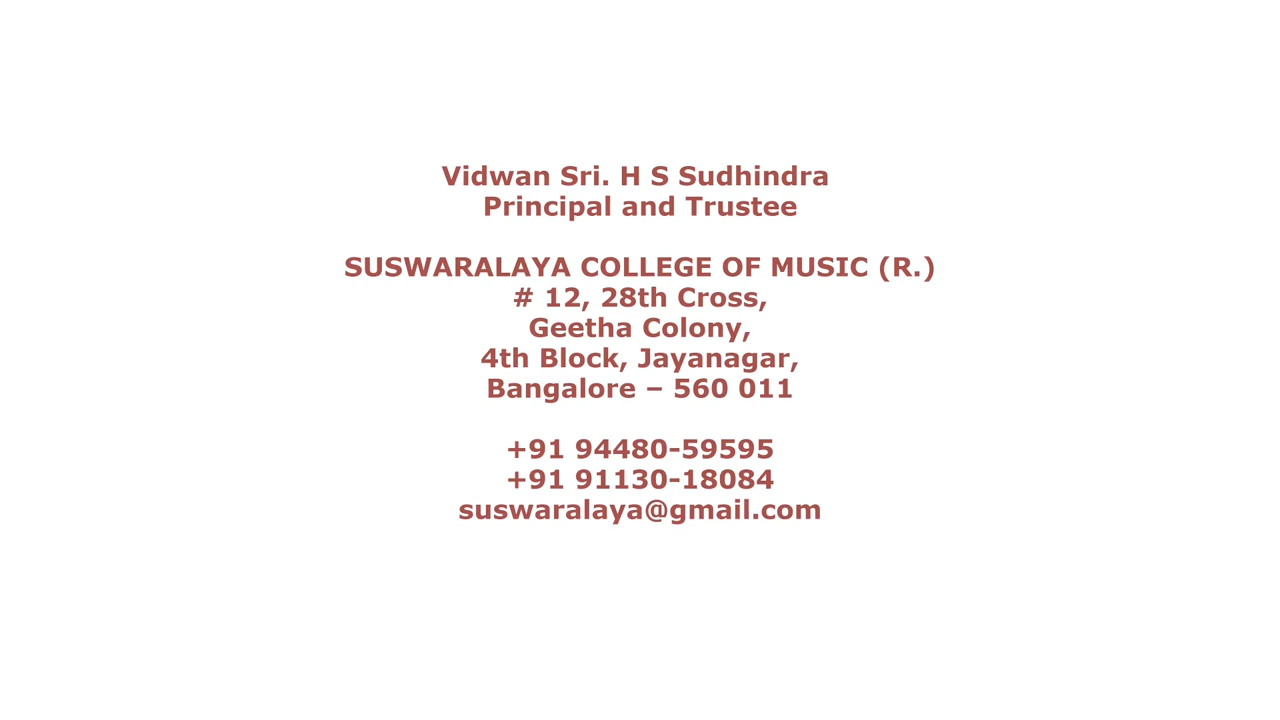 Vidwan Sri. H S Sudhindra
Principal and Trustee
SUSWARALAYA COLLEGE OF MUSIC (R.)
# 12, 28th Cross,
Geetha Colony,
4th Block, Jayanagar,
Bangalore – 560 011
+91 94480-59595
+91 91130-18084
suswaralaya@gmail.com